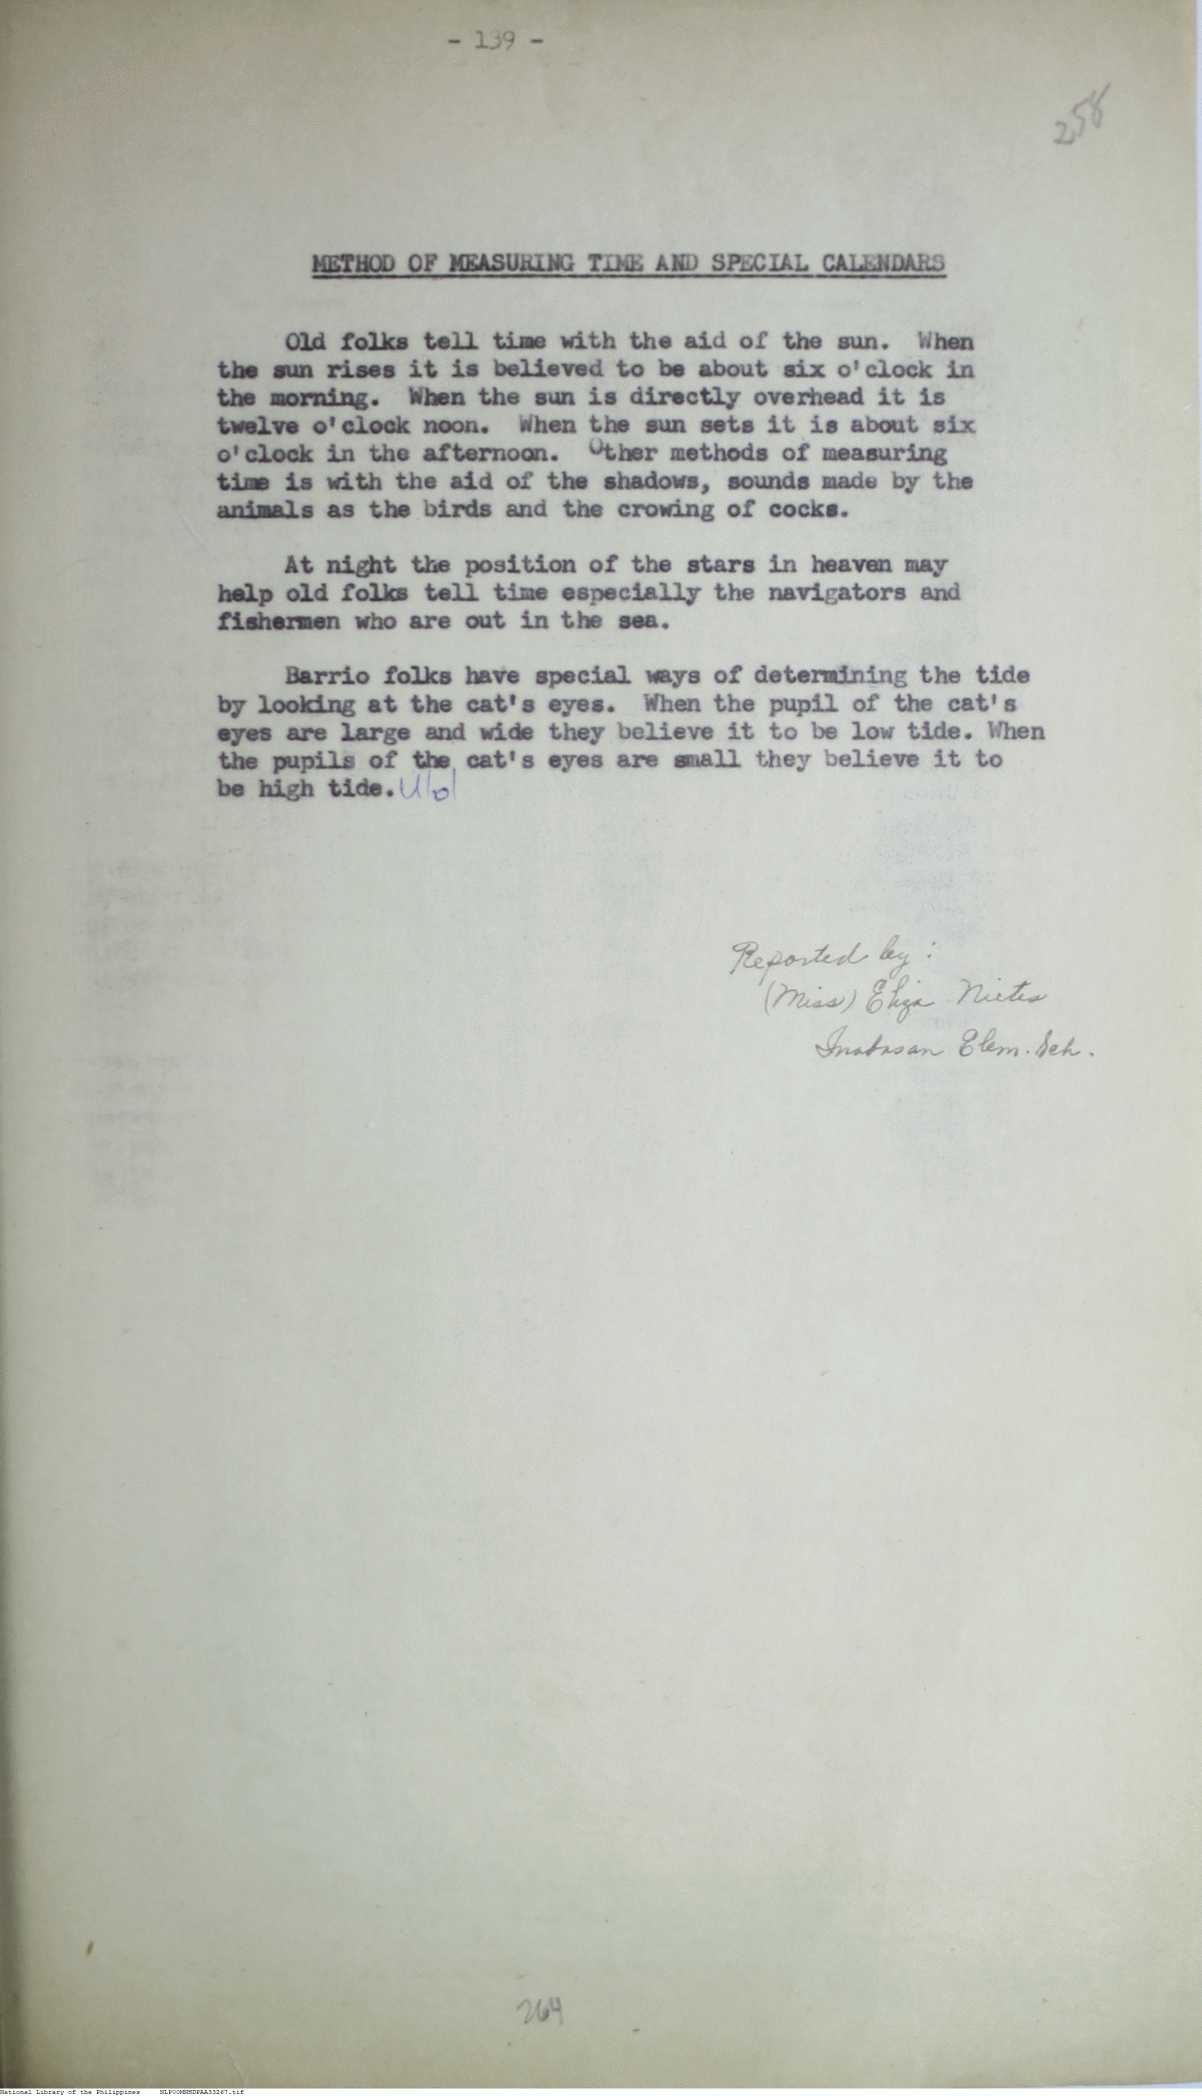 - 139 -
258
METHOD OF MEASURING TIME AND SPECIAL CALENDARS
Old folks tell time with the aid of the sun. When
the sun rises it is believed to be about six o'clock in
the morning. When the sun is directly overhead it is
twelve o'clock noon. When the sun sets it is about six
o'clock in the afternoon. Other methods of measuring
time is with the aid of the shadows, sounds made by the
animals as the birds and the crowing of cocks.
At night the position of the stars in heaven may
help old folks tell time especially the navigators and
fishermen who are out in the sea.
Barrio folks have special ways of determining the tide
by looking at the cat's eyes. When the pupil of the cat's
eyes are large and wide they believe it to be low tide. When
the pupils of the cat's eyes are small they believe it to
be high tide.
Reported by:
(Miss) Eliza Nietes
Elem. Sch.
264
National Library of the Philippines